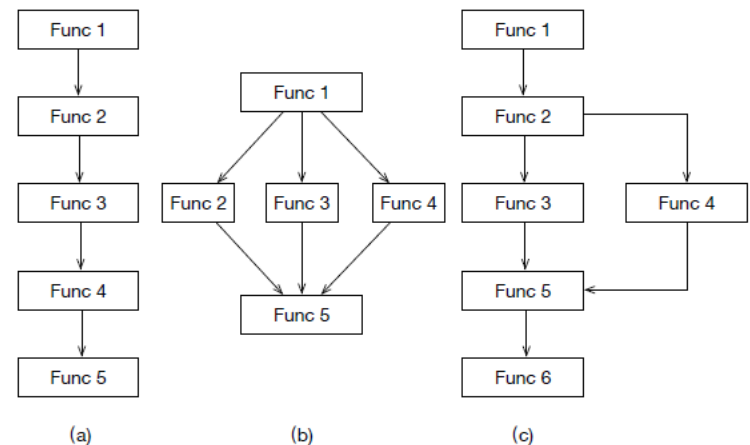 Func 1
Func 2
Func 3
Func 4
Func 5
(a)
Func 1
Func 2 Func 3 Func 4
Func 5
(b)
Func 1
Func 2
Func 3 Func 4
Func 5
Func 6
(c)